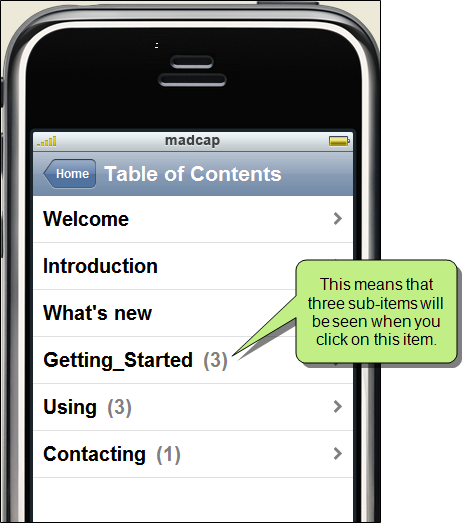 madcap
Home
Table of Contents
Welcome
Introduction
What's new
Getting_Started (3)
Using (3)
Contacting (1)
This means that
three sub-items will
be seen when you
click on this item.